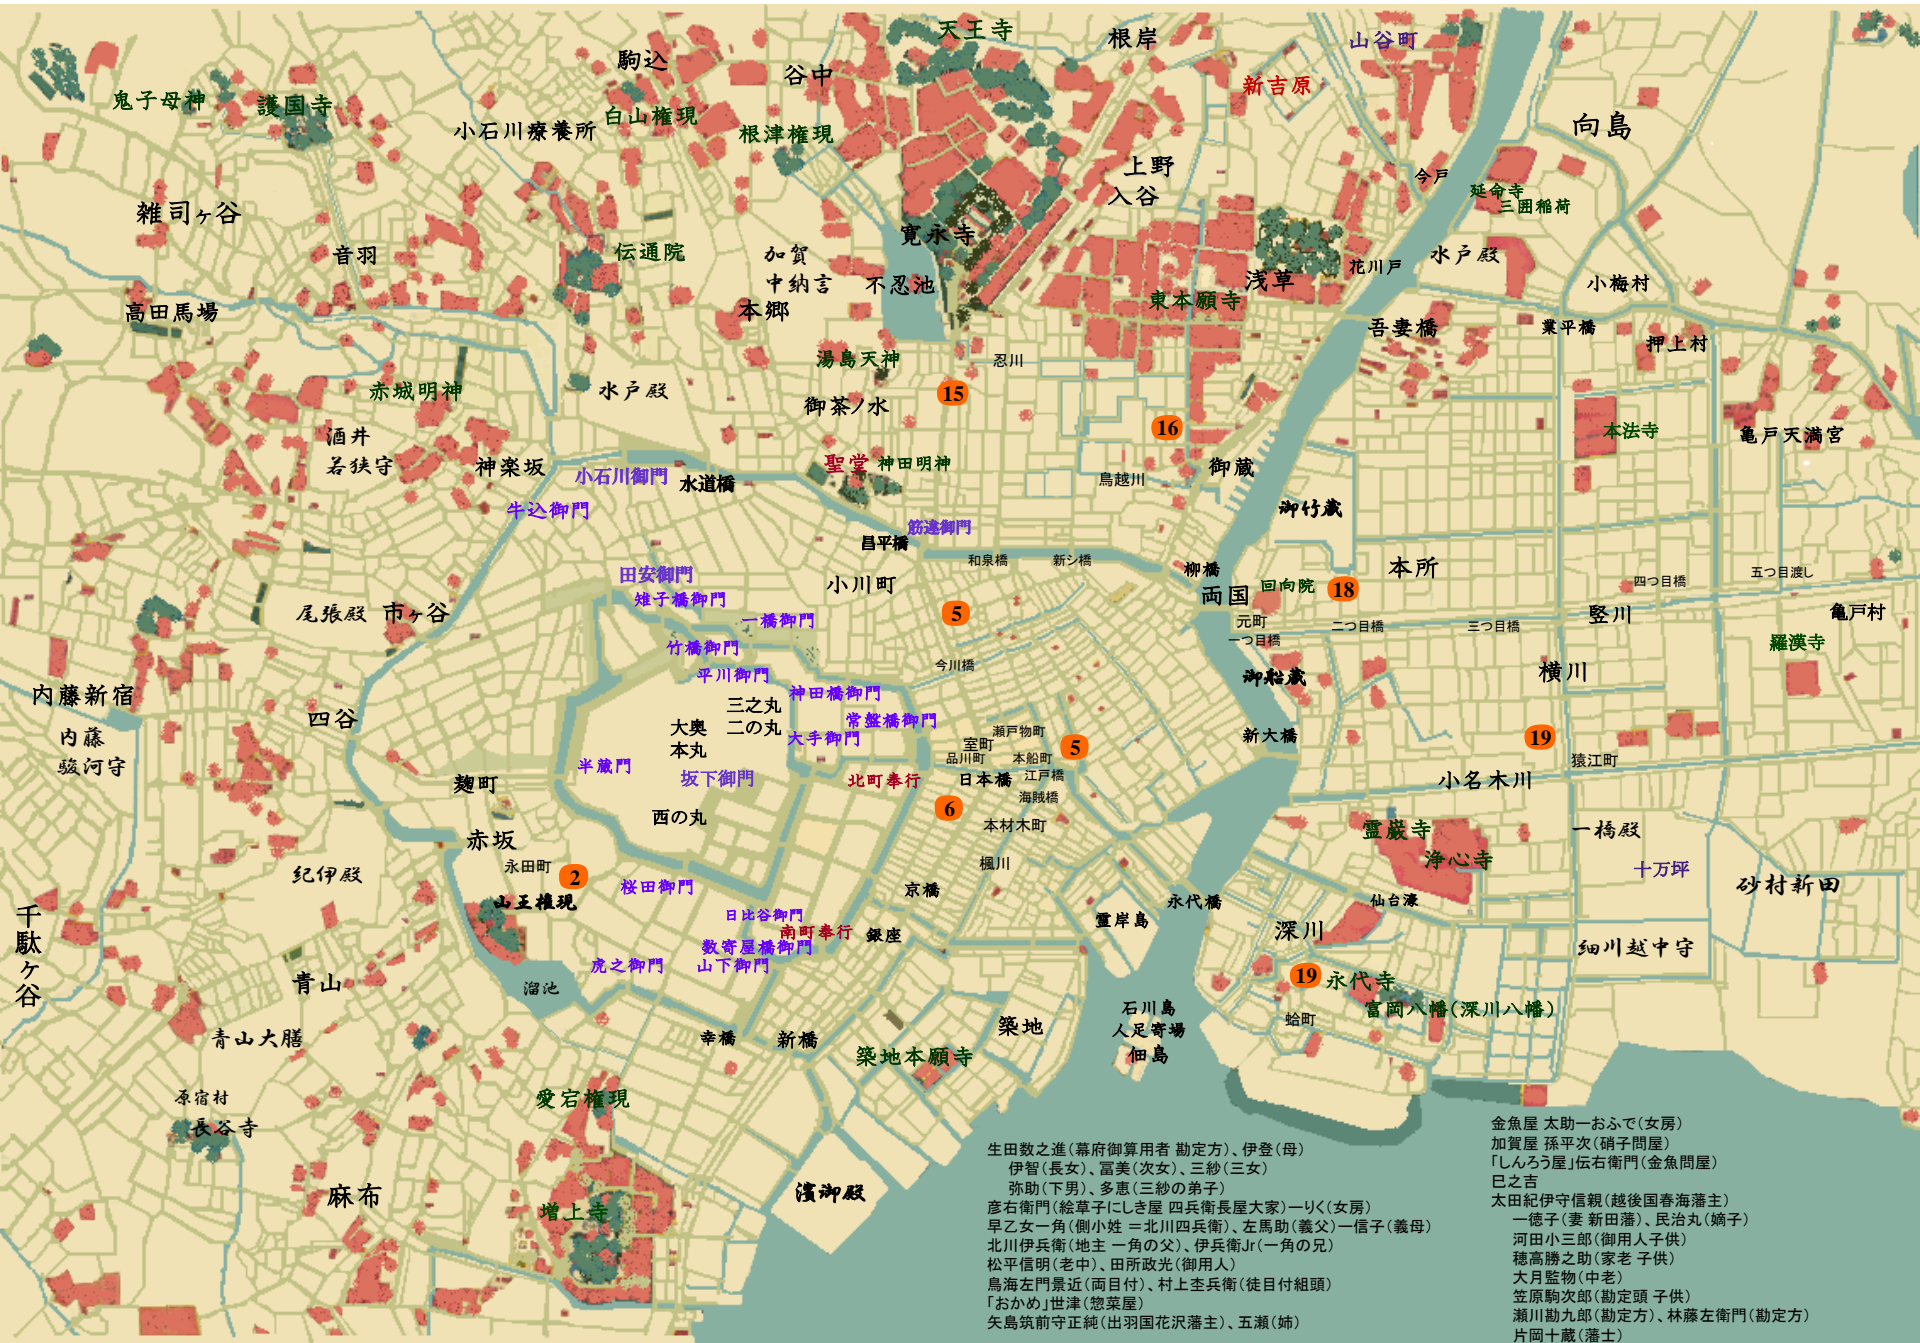 天王寺
根岸
山谷町
駒込
谷中
新吉原
鬼子母神
護国寺
白山権現
小石川療養所
根津権現
向島
上野
入谷
今戸
延命寺
三囲稲荷
雑司ヶ谷
音羽
伝通院
加賀
中納言
寛永寺
不忍池
浅草
花川戸
水戸殿
小梅村
高田馬場
本郷
東本願寺
吾妻橋
業平橋
押上村
湯島天神
忍川
赤城明神
水戸殿
15
御茶ノ水
16
本法寺
亀戸天満宮
酒井
若狭守
神楽坂
小石川御門
水道橋
聖堂
神田明神
鳥越川
御蔵
牛込御門
御竹蔵
筋違御門
昌平橋
和泉橋
新シ橋
柳橋
本所
田安御門
小川町
両国
回向院
18
四つ目橋
五つ目渡し
雉子橋御門
一橋御門
5
元町
一つ目橋
二つ目橋
三つ目橋
竪川
亀戸村
尾張殿
市ヶ谷
竹橋御門
平川御門
今川橋
御船蔵
横川
羅漢寺
内藤新宿
神田橋御門
三之丸
二の丸
大奥
本丸
常盤橋御門
大手御門
四谷
内藤
駿河守
瀬戸物町
室町
品川町
本船町
5
新大橋
19
猿江町
半蔵門
坂下御門
北町奉行
日本橋
江戸橋
海賊橋
小名木川
麹町
西の丸
6
本材木町
霊巌寺
浄心寺
一橋殿
赤坂
永田町
2
楓川
十万坪
砂村新田
紀伊殿
山王権現
桜田御門
京橋
永代橋
仙台濠
千駄ヶ谷
日比谷御門
南町奉行
数寄屋橋御門
銀座
霊岸島
深川
細川越中守
虎之御門
山下御門
19
永代寺
青山
溜池
富岡八幡(深川八幡)
石川島
人足寄場
佃島
蛤町
築地
青山大膳
幸橋
新橋
築地本願寺
原宿村
長谷寺
愛宕権現
麻布
増上寺
濱御殿
生田数之進(幕府御算用者 勘定方)、伊登(母)
伊智(長女)、冨美(次女)、三紗(三女)
弥助(下男)、多恵(三紗の弟子)
彦右衛門(絵草子にしき屋 四兵衛長屋大家)ーりく(女房)
早乙女一角(側小姓 =北川四兵衛)、左馬助(義父)ー信子(義母)
北川伊兵衛(地主 一角の父)、伊兵衛Jr(一角の兄)
松平信明(老中)、田所政光(御用人)
鳥海左門景近(両目付)、村上杢兵衛(徒目付組頭)
「おかめ」世津(惣菜屋)
矢島筑前守正純(出羽国花沢藩主)、五瀬(姉)
金魚屋 太助ーおふで(女房)
加賀屋 孫平次(硝子問屋)
「しんろう屋」伝右衛門(金魚問屋)
巳之吉
太田紀伊守信親(越後国春海藩主)
ー徳子(妻 新田藩)、民治丸(嫡子)
河田小三郎(御用人子供)
穂高勝之助(家老 子供)
大月監物(中老)
笠原駒次郎(勘定頭 子供)
瀬川勘九郎(勘定方)、林藤左衛門(勘定方)
片岡十蔵(藩士)